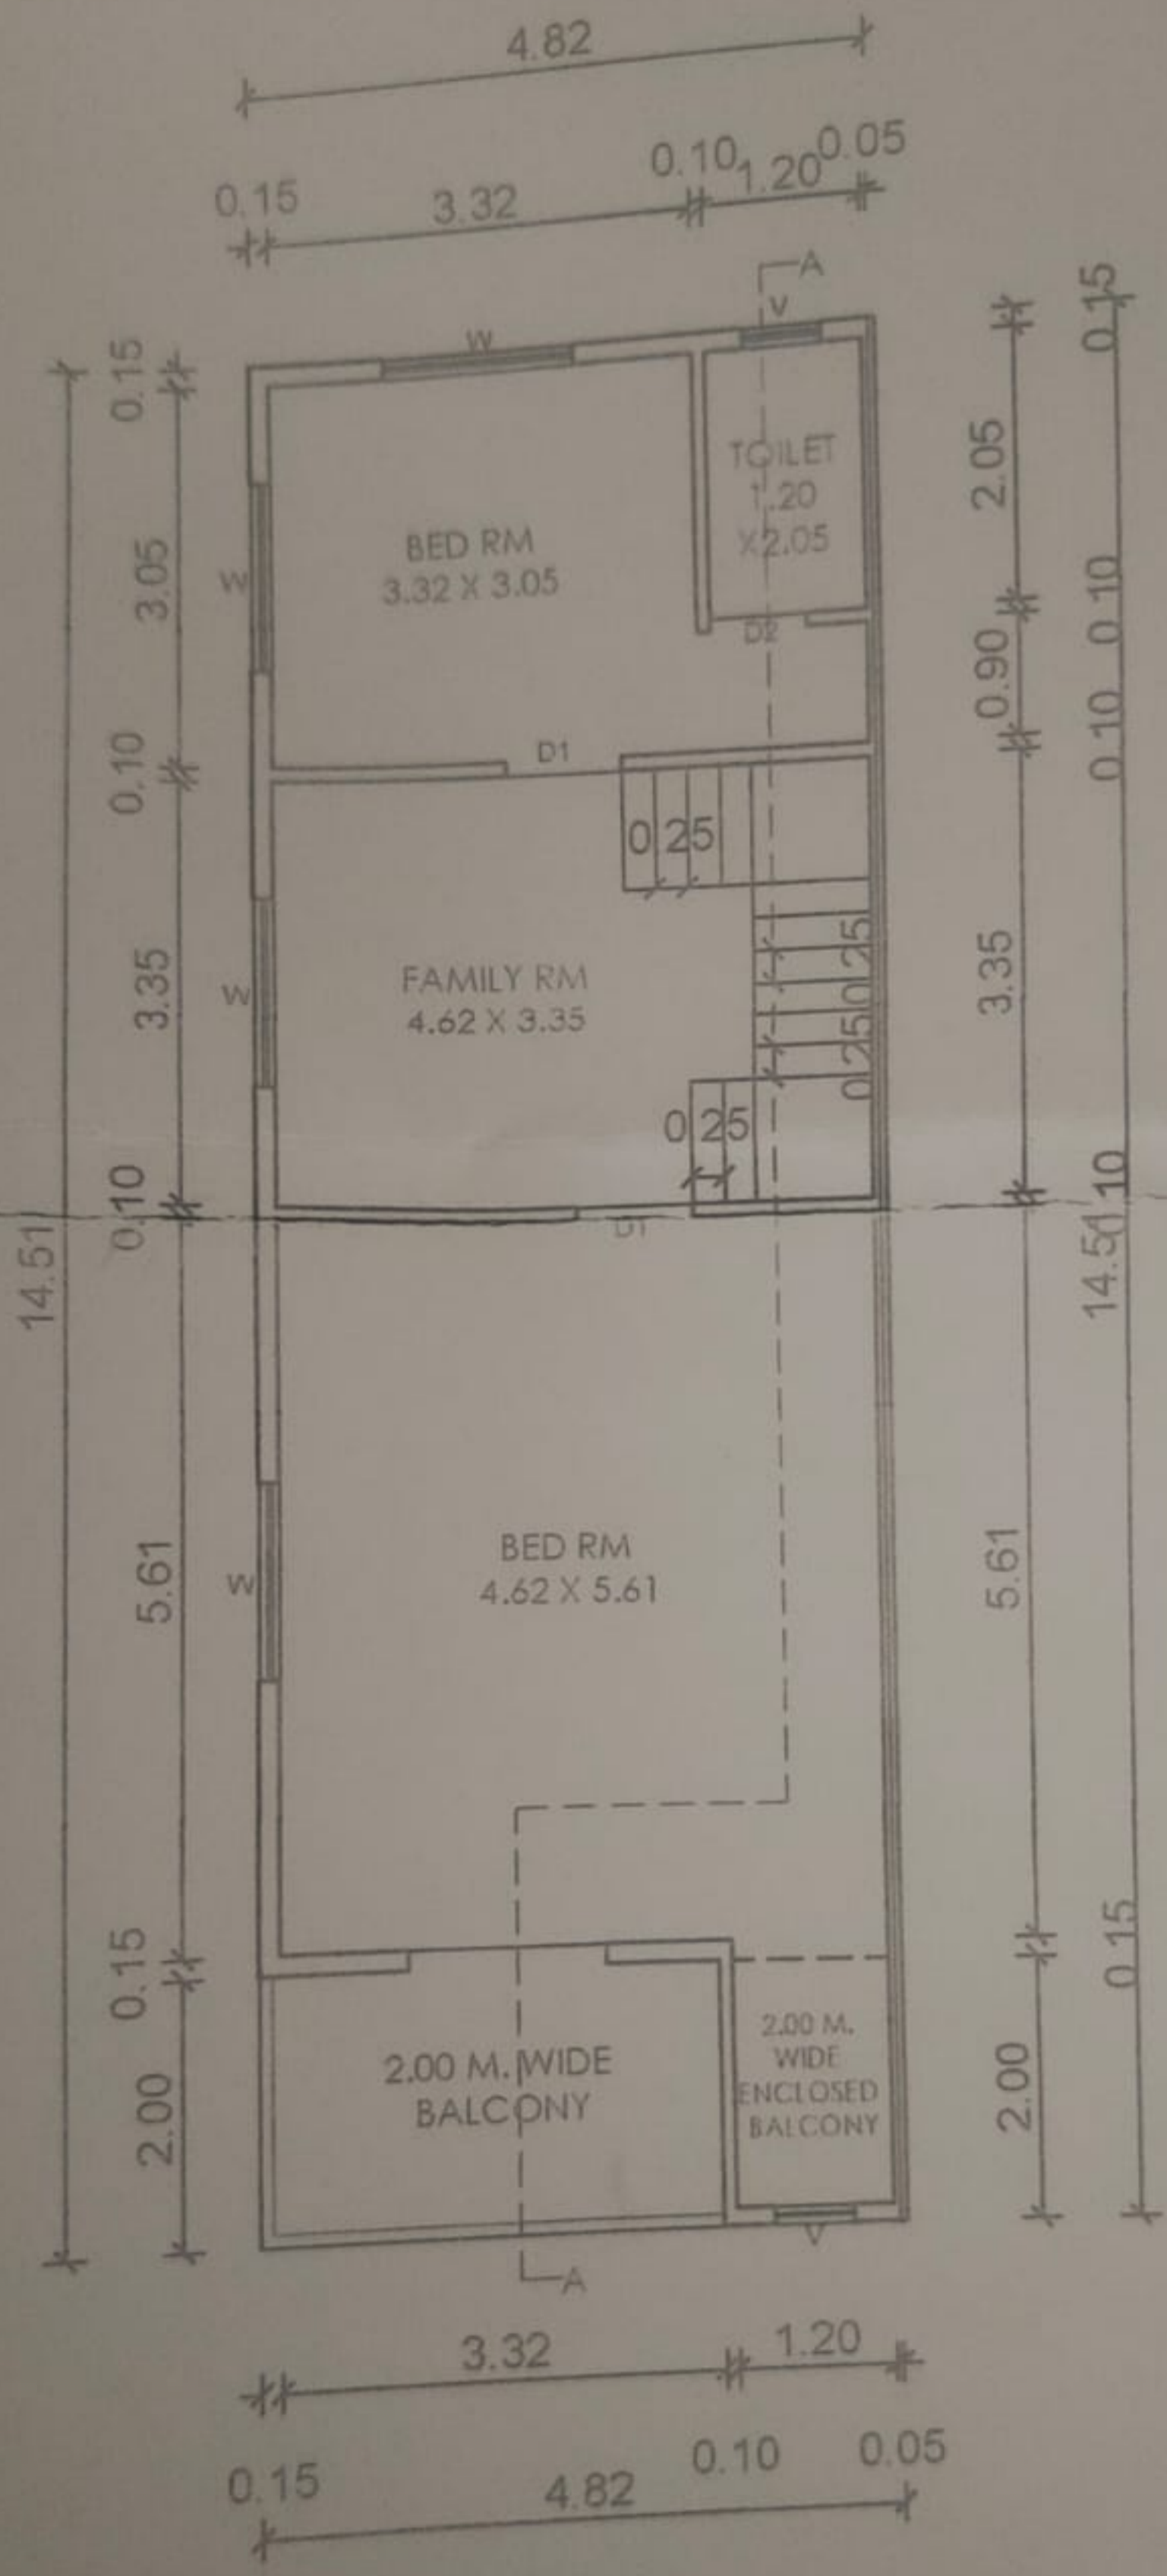 4.82
0.15
3.32
0.10
1.20
0.05
A
V
W
0.15
0.15
2.05
TOILET
1.20
X2.05
BED RM
3.32 X 3.05
3.05
W
D2
0.10
0.90
D1
0.10
0.10
0.25
FAMILY RM
4.62 X 3.35
3.35
W
0.25
0.25
3.35
0.25
0.10
D1
0.10
14.51
14.51
BED RM
4.62 X 5.61
5.61
W
5.61
0.15
0.15
2.00 M. WIDE
BALCONY
2.00 M.
WIDE
ENCLOSED
BALCONY
2.00
2.00
V
A
3.32
1.20
0.15
0.10
0.05
4.82